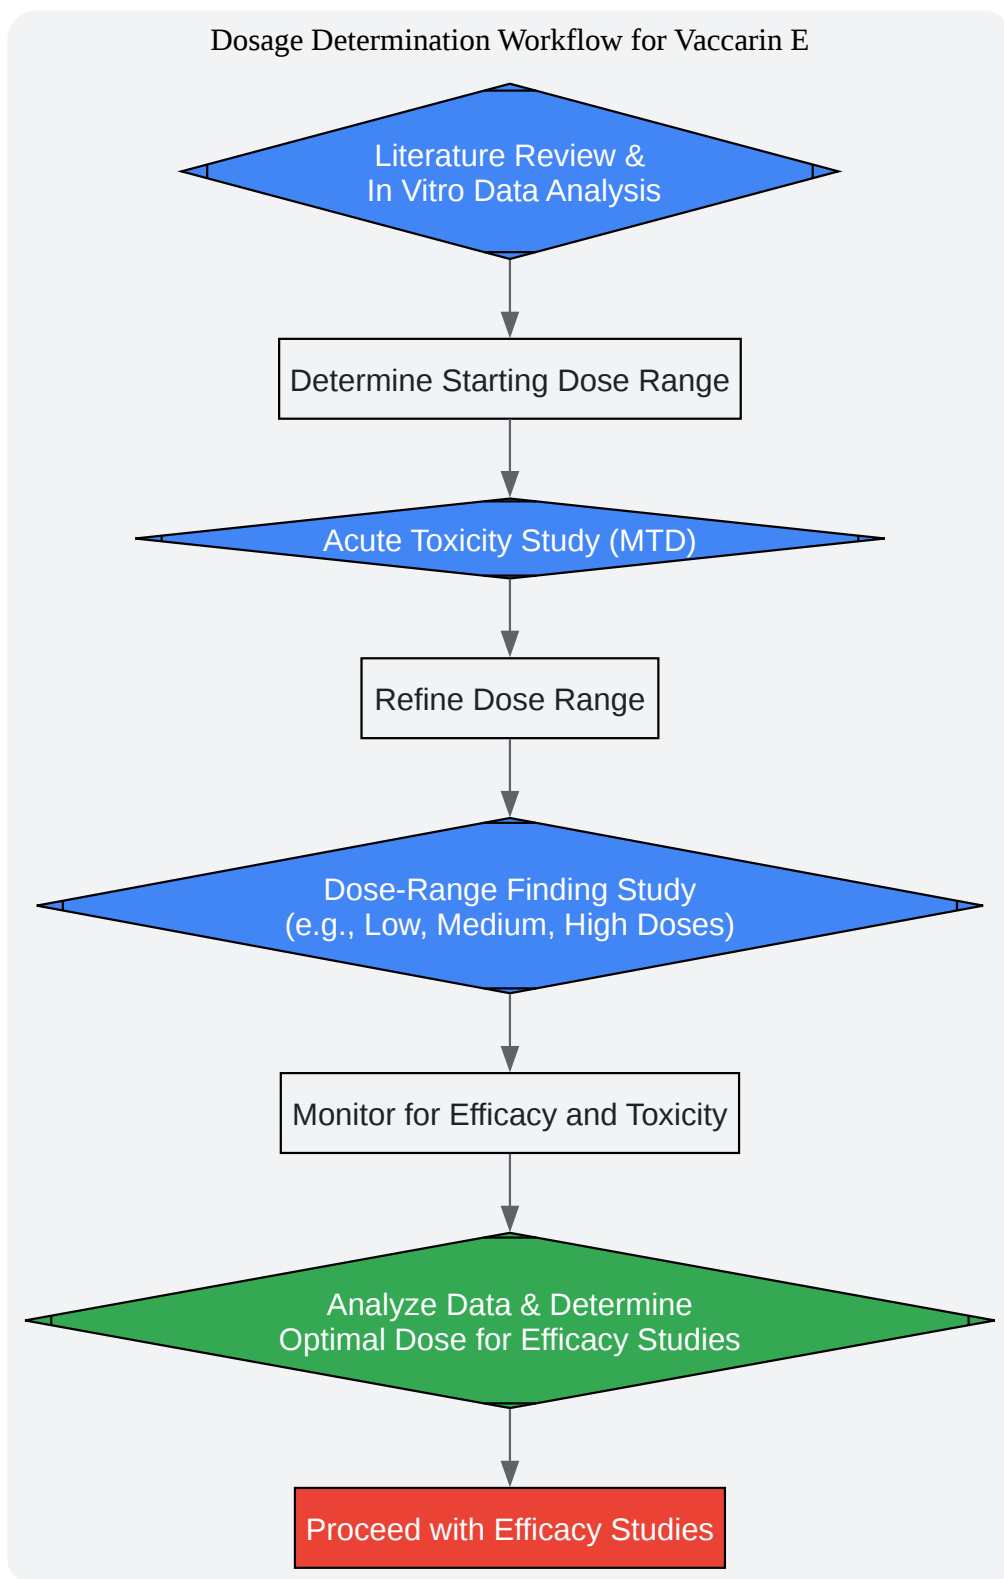 Dosage Determination Workflow for Vaccarin E
Literature Review &
In Vitro Data Analysis
Determine Starting Dose Range
Acute Toxicity Study (MTD)
Refine Dose Range
Dose-Range Finding Study
(e.g., Low, Medium, High Doses)
Monitor for Efficacy and Toxicity
Analyze Data & Determine
Optimal Dose for Efficacy Studies
Proceed with Efficacy Studies